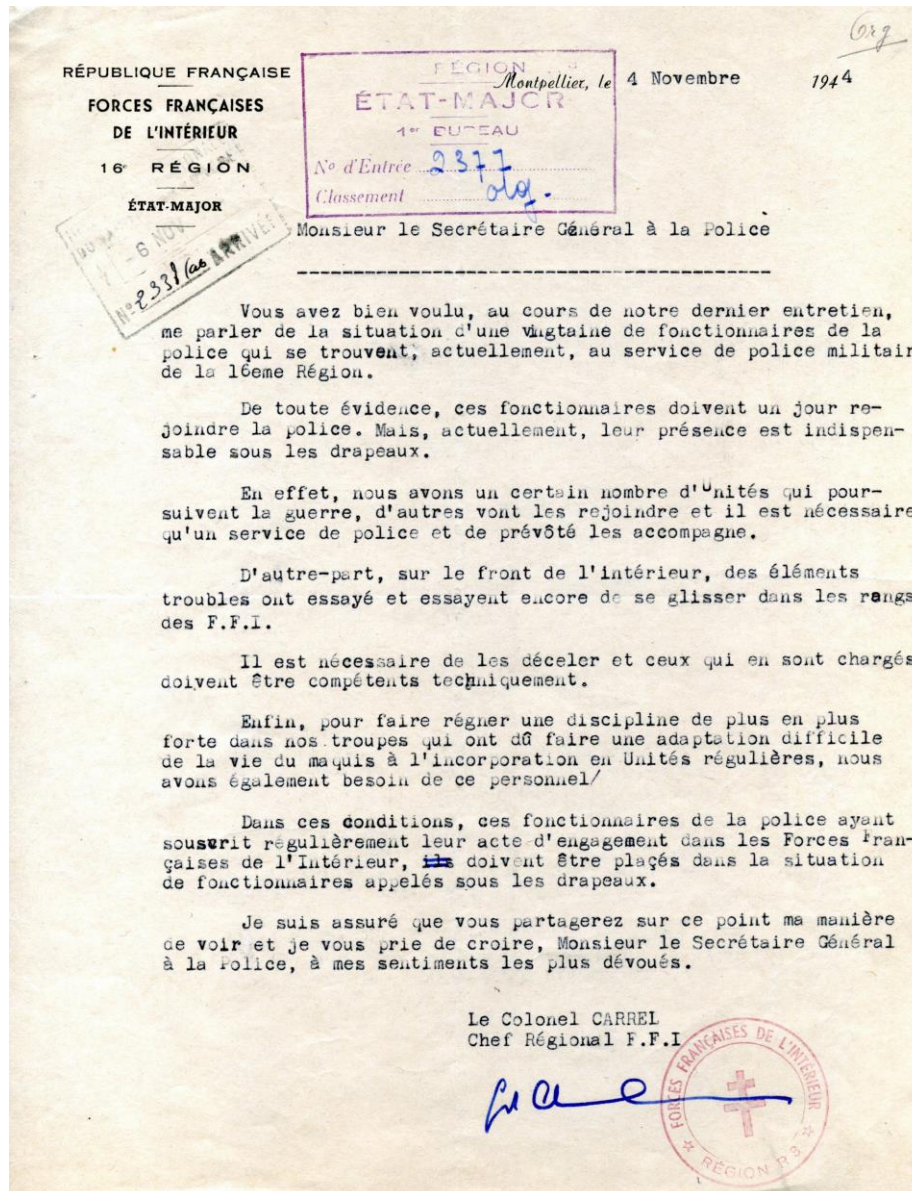 Org
RÉPUBLIQUE FRANÇAISE
FORCES FRANÇAISES
DE L'INTÉRIEUR
16e RÉGION
ÉTAT-MAJOR
RÉGION
ÉTAT-MAJOR
1er BUREAU
No d'Entrée 2377
Classement org.
Montpellier, le 4 Novembre 1944
6 NOV
ARRIVÉE
No 2338/Cab
Monsieur le Secrétaire Général à la Police
Vous avez bien voulu, au cours de notre dernier entretien,
me parler de la situation d'une vingtaine de fonctionnaires de la
police qui se trouvent, actuellement, au service de police militair
de la 16eme Région.
De toute évidence, ces fonctionnaires doivent un jour re-
joindre la police. Mais, actuellement, leur présence est indispen-
sable sous les drapeaux.
En effet, nous avons un certain nombre d'Unités qui pour-
suivent la guerre, d'autres vont les rejoindre et il est nécessaire
qu'un service de police et de prévôté les accompagne.
D'autre-part, sur le front de l'intérieur, des éléments
troubles ont essayé et essayent encore de se glisser dans les rangs
des F.F.I.
Il est nécessaire de les déceler et ceux qui en sont chargés
doivent être compétents techniquement.
Enfin, pour faire régner une discipline de plus en plus
forte dans nos troupes qui ont dû faire une adaptation difficile
de la vie du maquis à l'incorporation en Unités régulières, nous
avons également besoin de ce personnel/
Dans ces conditions, ces fonctionnaires de la police ayant
souscrit régulièrement leur acte d'engagement dans les Forces Fran-
çaises de l'Intérieur, ils doivent être plaçés dans la situation
de fonctionnaires appelés sous les drapeaux.
Je suis assuré que vous partagerez sur ce point ma manière
de voir et je vous prie de croire, Monsieur le Secrétaire Général
à la Police, à mes sentiments les plus dévoués.
Le Colonel CARREL
Chef Régional F.F.I
FORCES FRANÇAISES DE L'INTÉRIEUR
RÉGION R 3